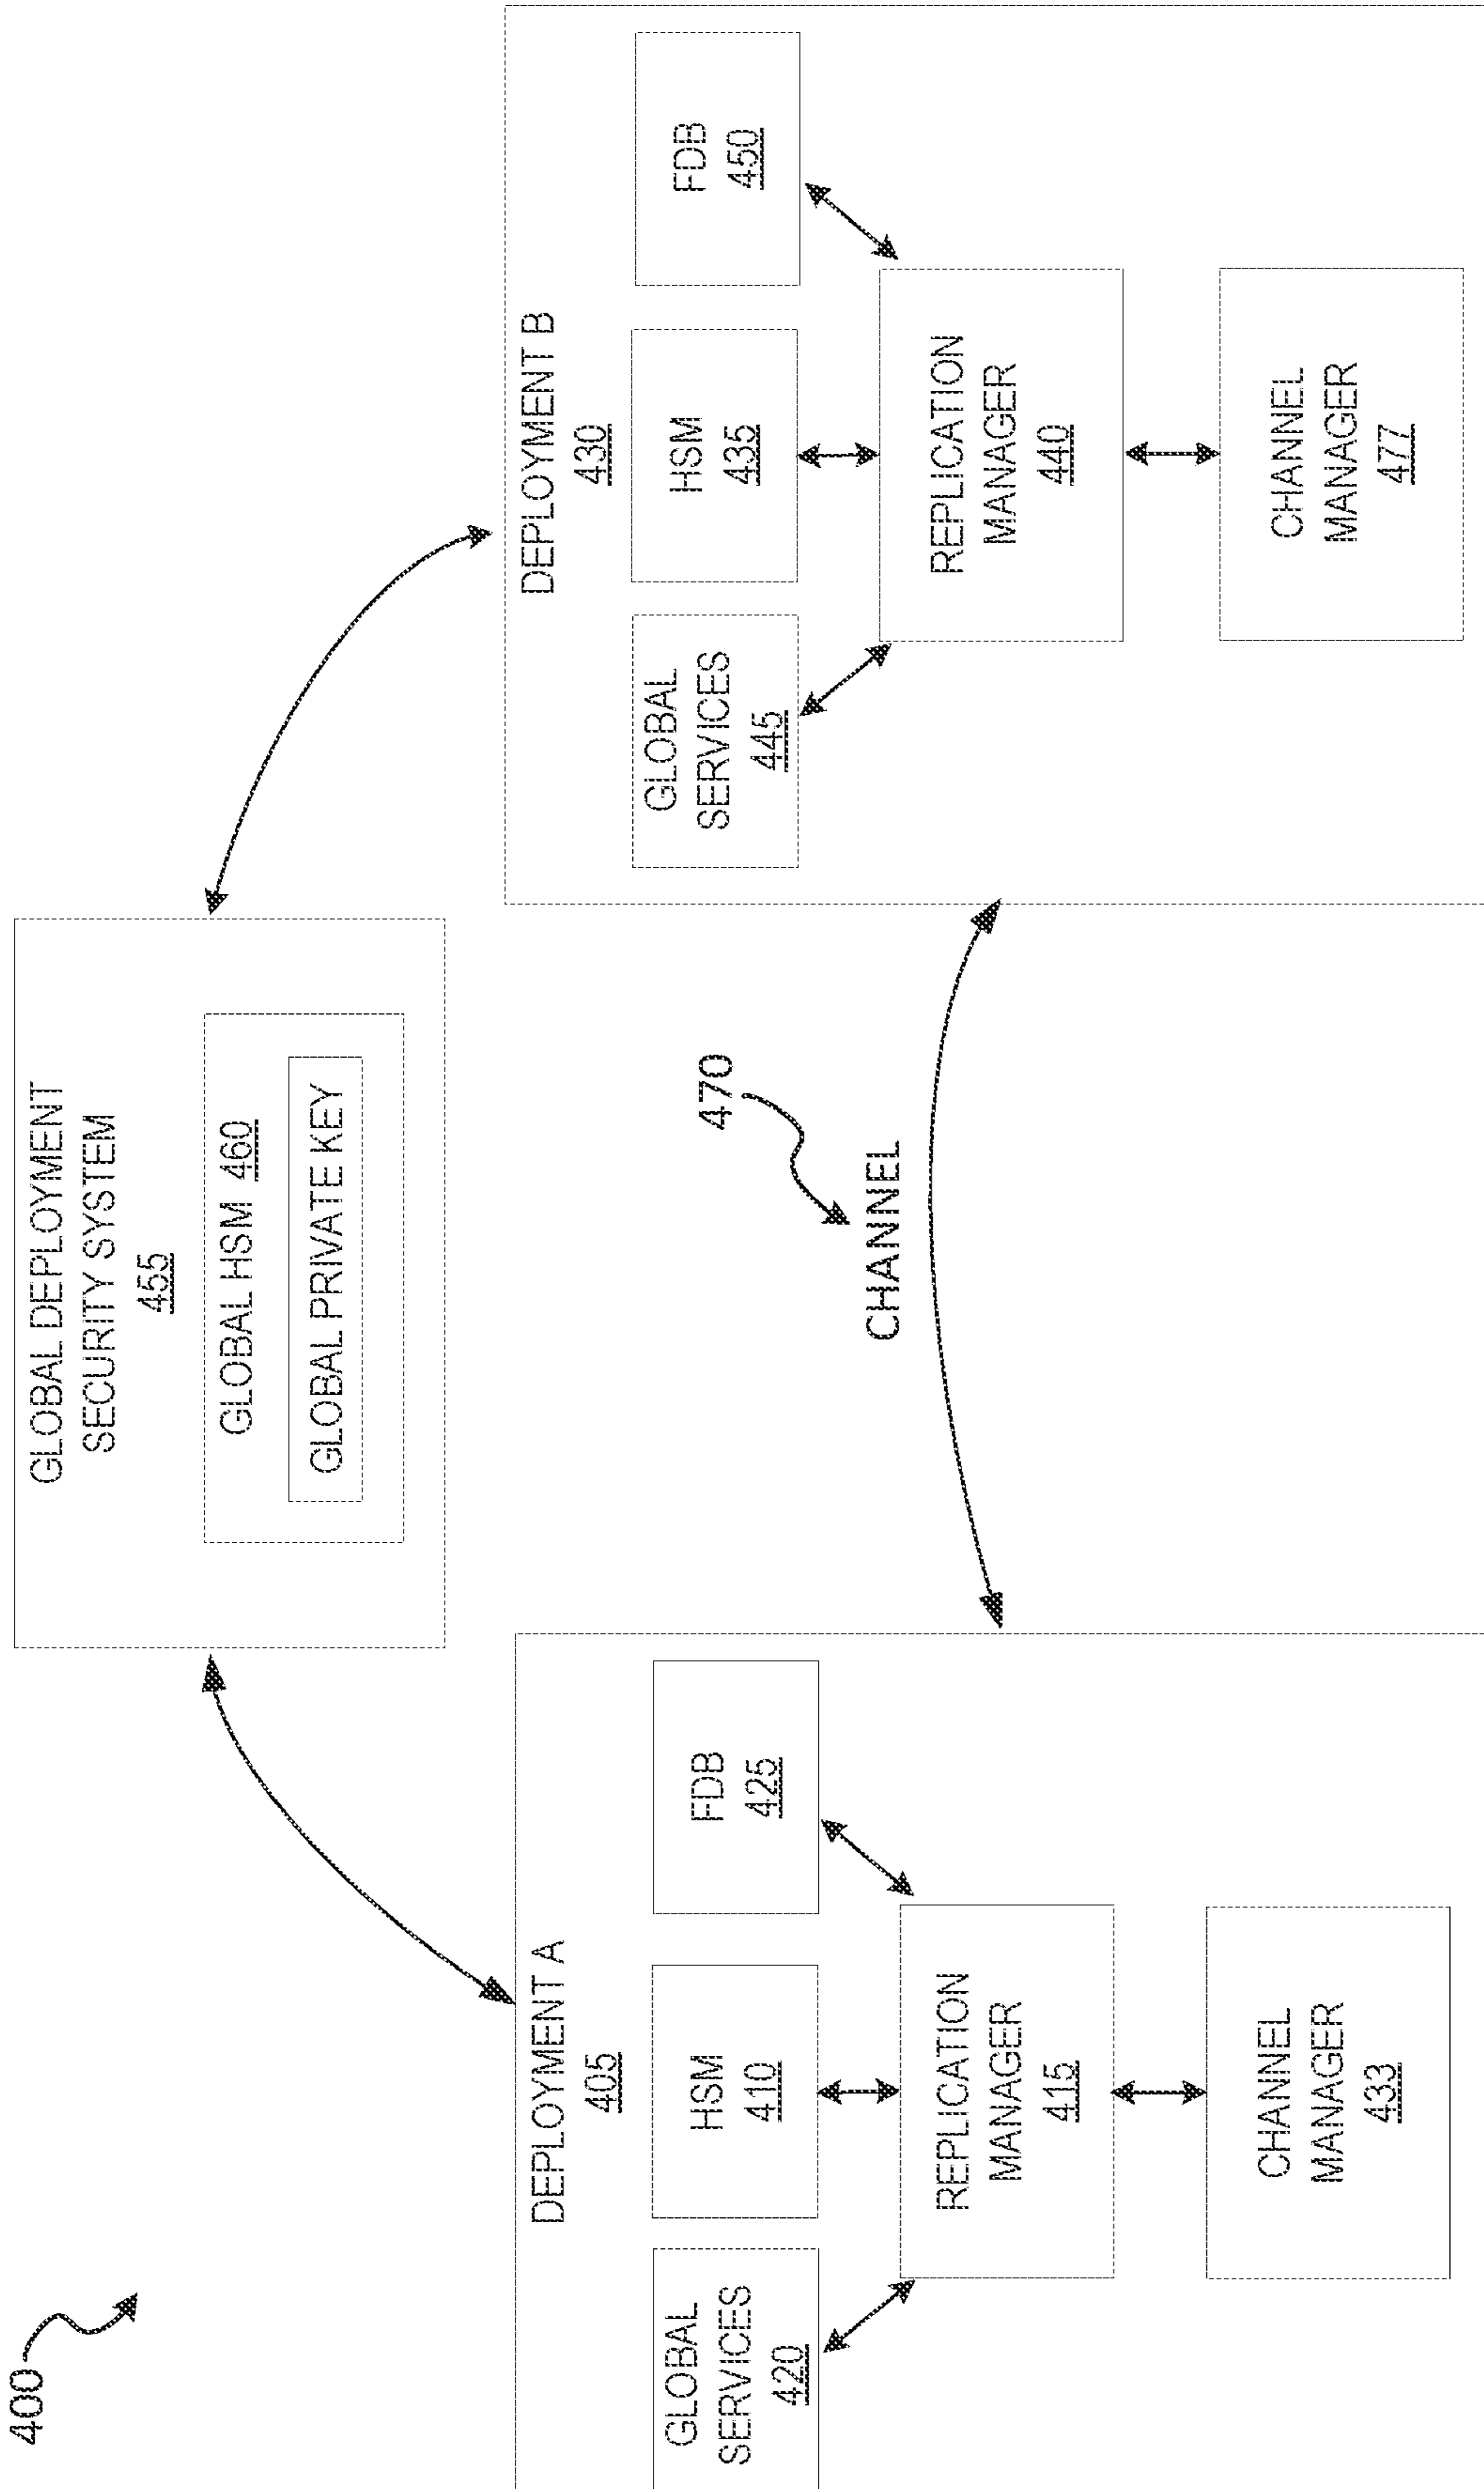 400
GLOBAL DEPLOYMENT
SECURITY SYSTEM
455
GLOBAL HSM 460
GLOBAL PRIVATE KEY
DEPLOYMENT A
405
GLOBAL
SERVICES
420
HSM
410
FDB
425
REPLICATION
MANAGER
415
CHANNEL
MANAGER
433
470
CHANNEL
DEPLOYMENT B
430
GLOBAL
SERVICES
445
HSM
435
FDB
450
REPLICATION
MANAGER
440
CHANNEL
MANAGER
477